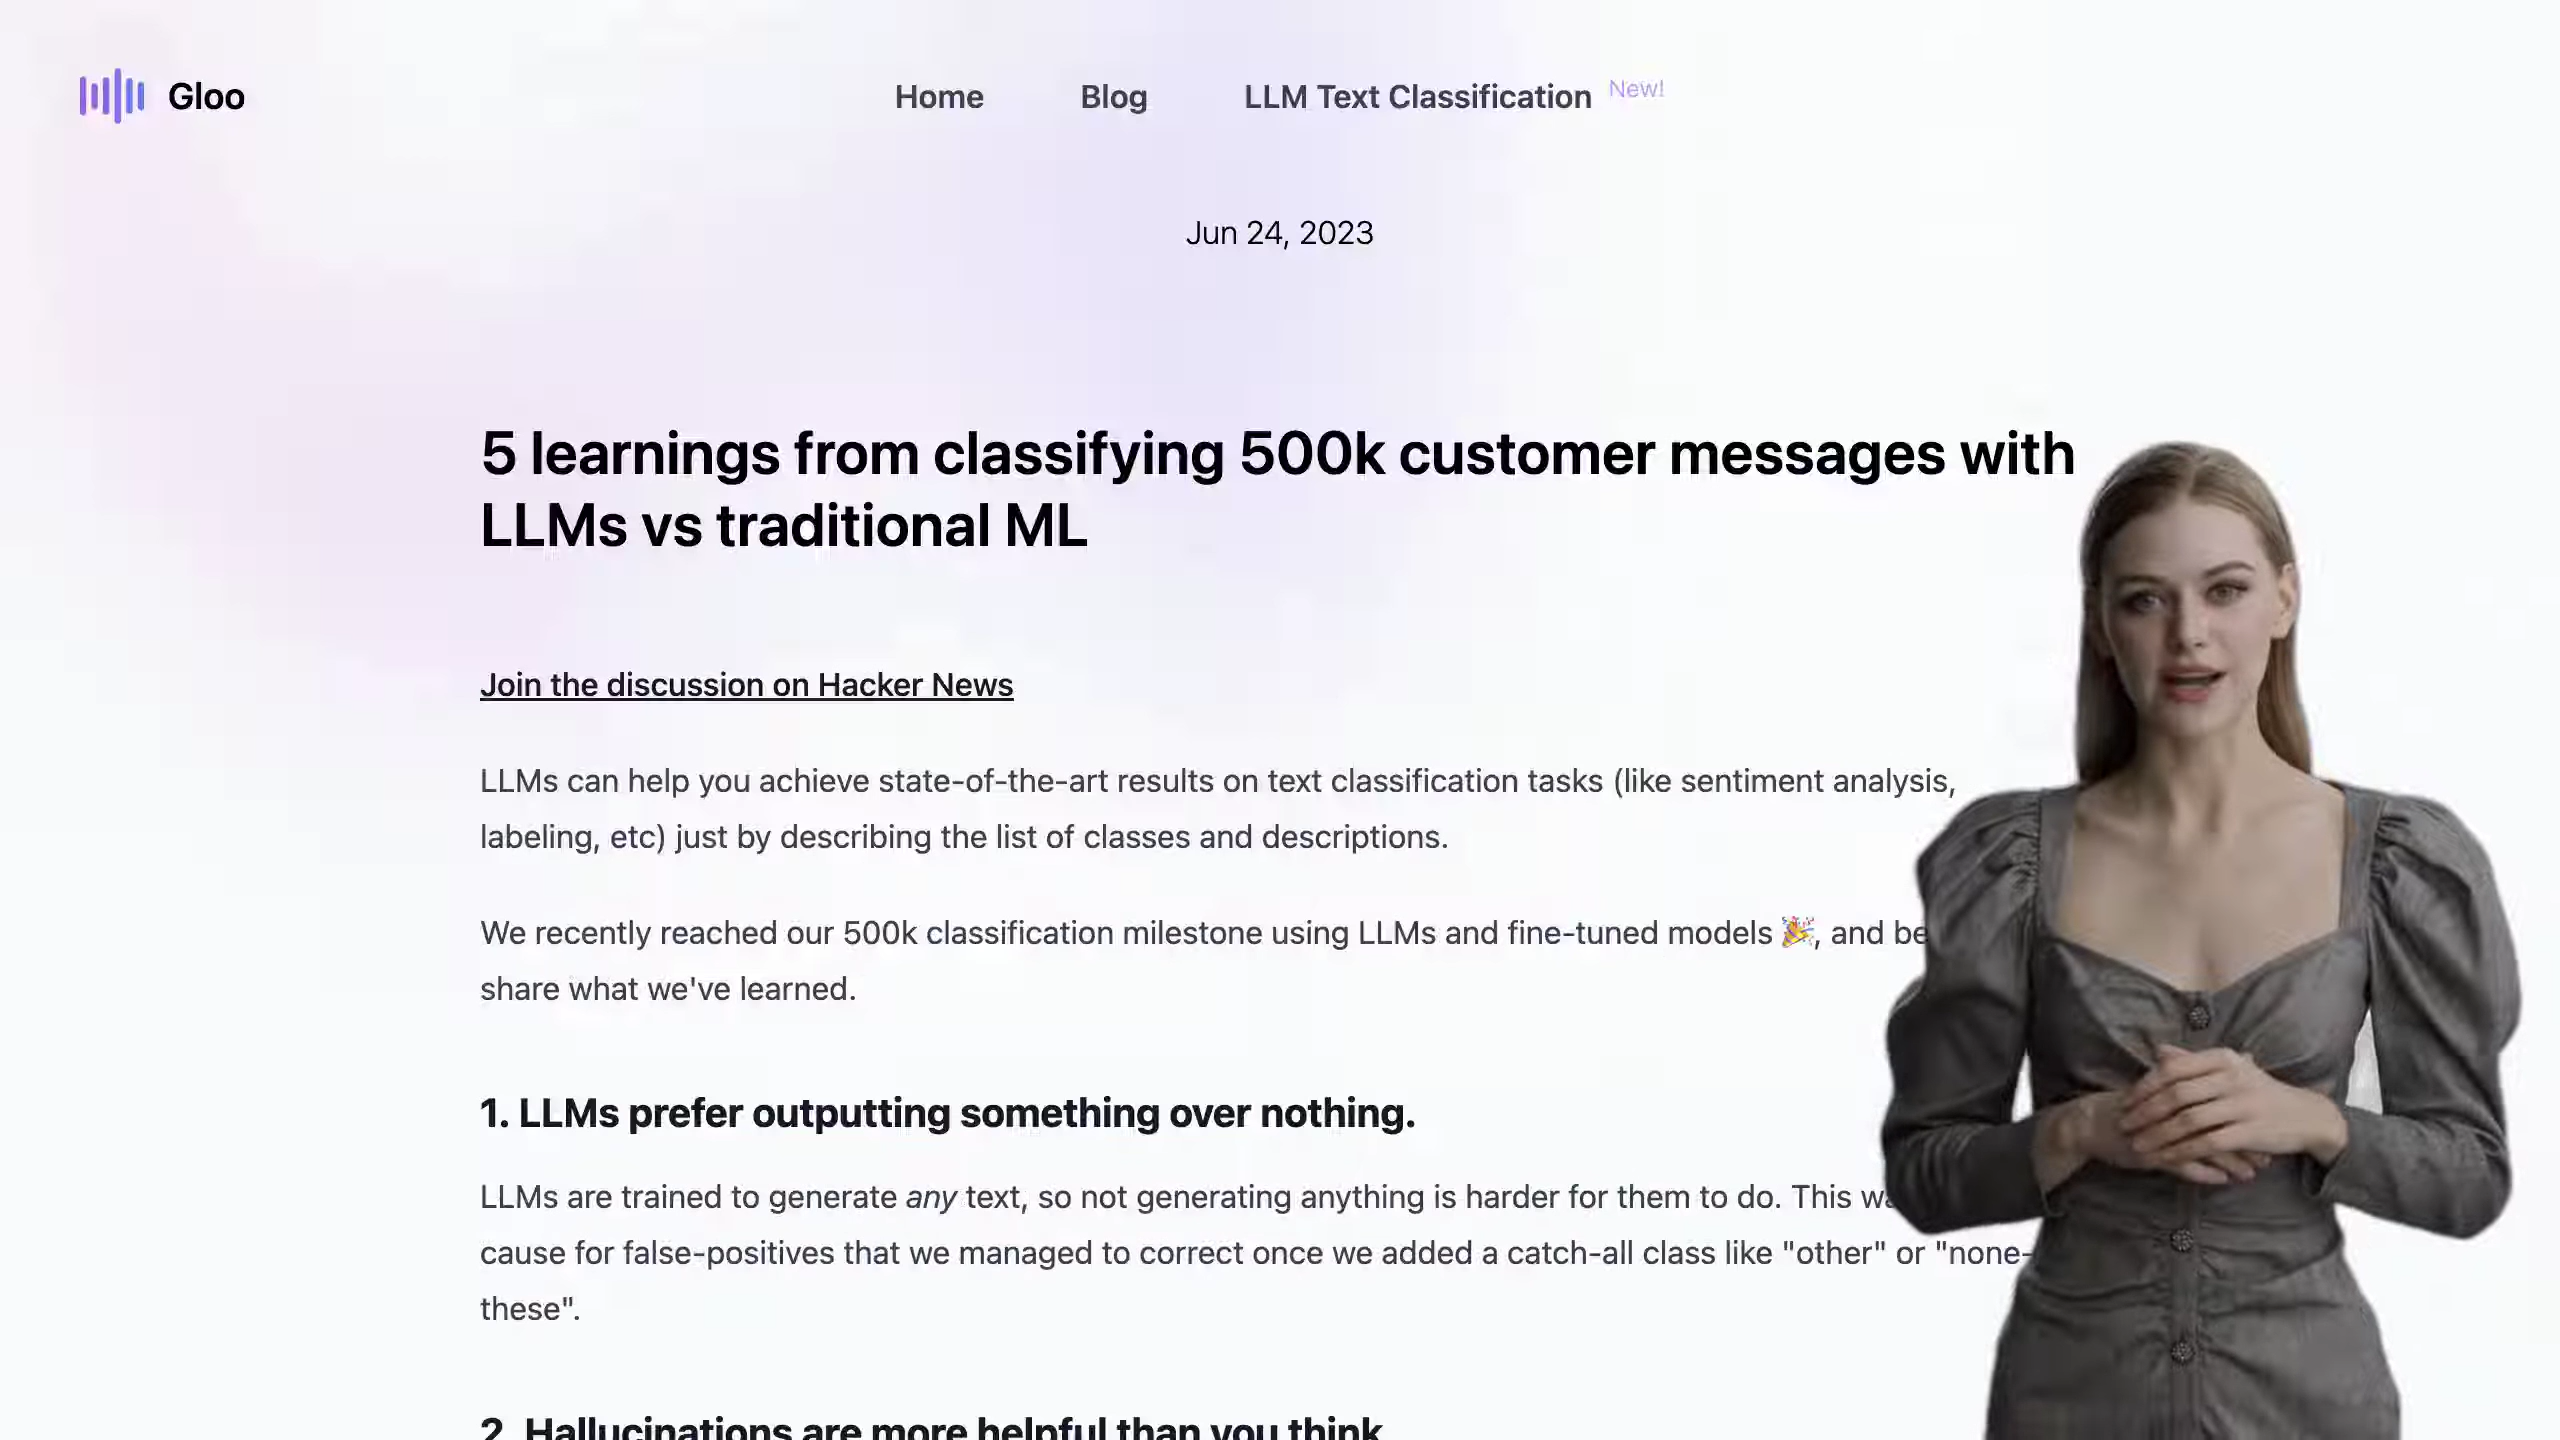 Gloo
Home
Blog
LLM Text Classification
New!
Jun 24, 2023
5 learnings from classifying 500k customer messages with
LLMs vs traditional ML
Join the discussion on Hacker News
LLMs can help you achieve state-of-the-art results on text classification tasks (like sentiment analysis,
labeling, etc) just by describing the list of classes and descriptions.
We recently reached our 500k classification milestone using LLMs and fine-tuned models 🎉, and
share what we've learned.
1. LLMs prefer outputting something over nothing.
LLMs are trained to generate any text, so not generating anything is harder for them to do. This
cause for false-positives that we managed to correct once we added a catch-all class like "other" or "none-
these".
2. Hallucinations are more helpful than you think